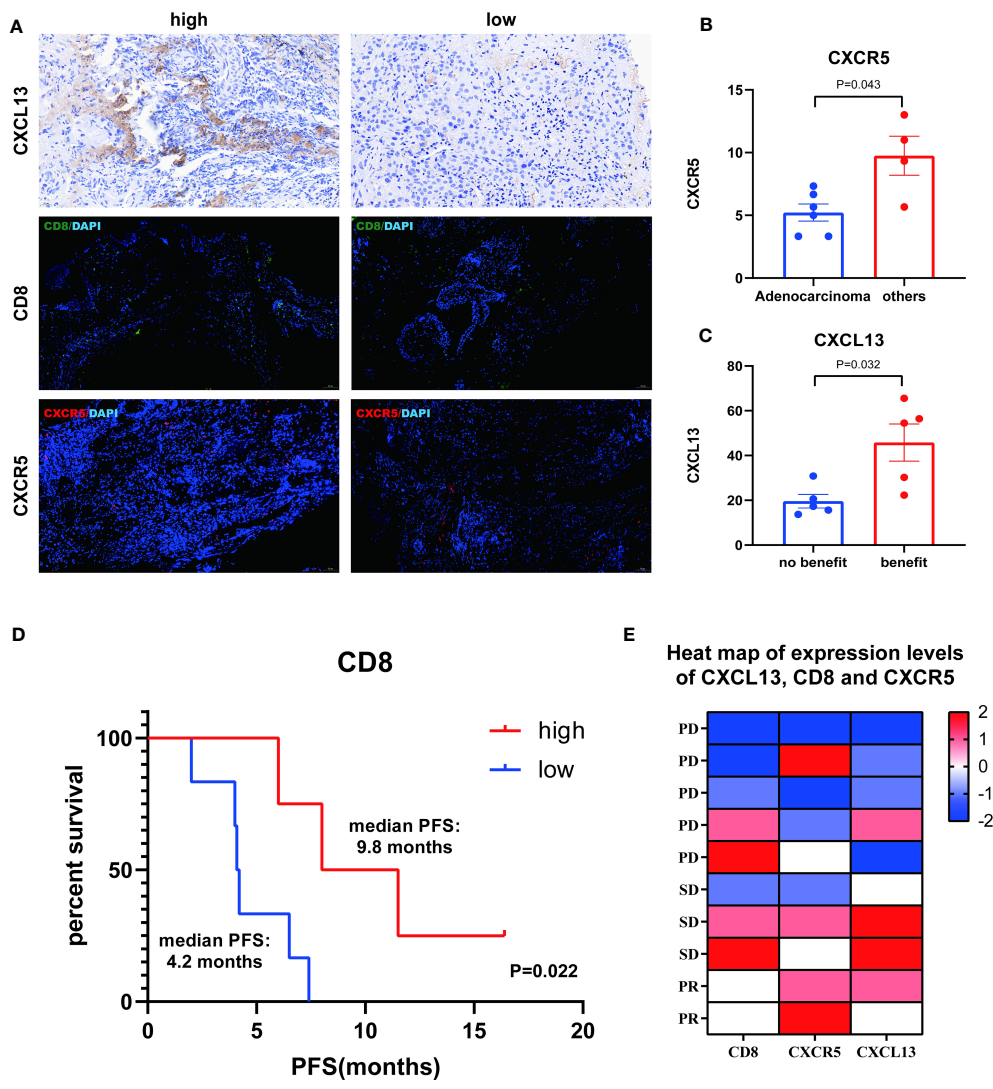 A
high
low
CXCL13
CD8
CD8/DAPI
CD8/DAPI
CXCR5
CXCR5/DAPI
CXCR5/DAPI
B
CXCR5
P=0.043
CXCR5
15
10
5
0
Adenocarcinoma
others
C
CXCL13
P=0.032
CXCL13
80
60
40
20
0
no benefit
benefit
D
CD8
percent survival
100
50
0
high
low
median PFS:
9.8 months
median PFS:
4.2 months
P=0.022
0
5
10
15
20
PFS(months)
E
Heat map of expression levels
of CXCL13, CD8 and CXCR5
PD
PD
PD
PD
PD
SD
SD
SD
PR
PR
CD8
CXCR5
CXCL13
2
1
0
-1
-2